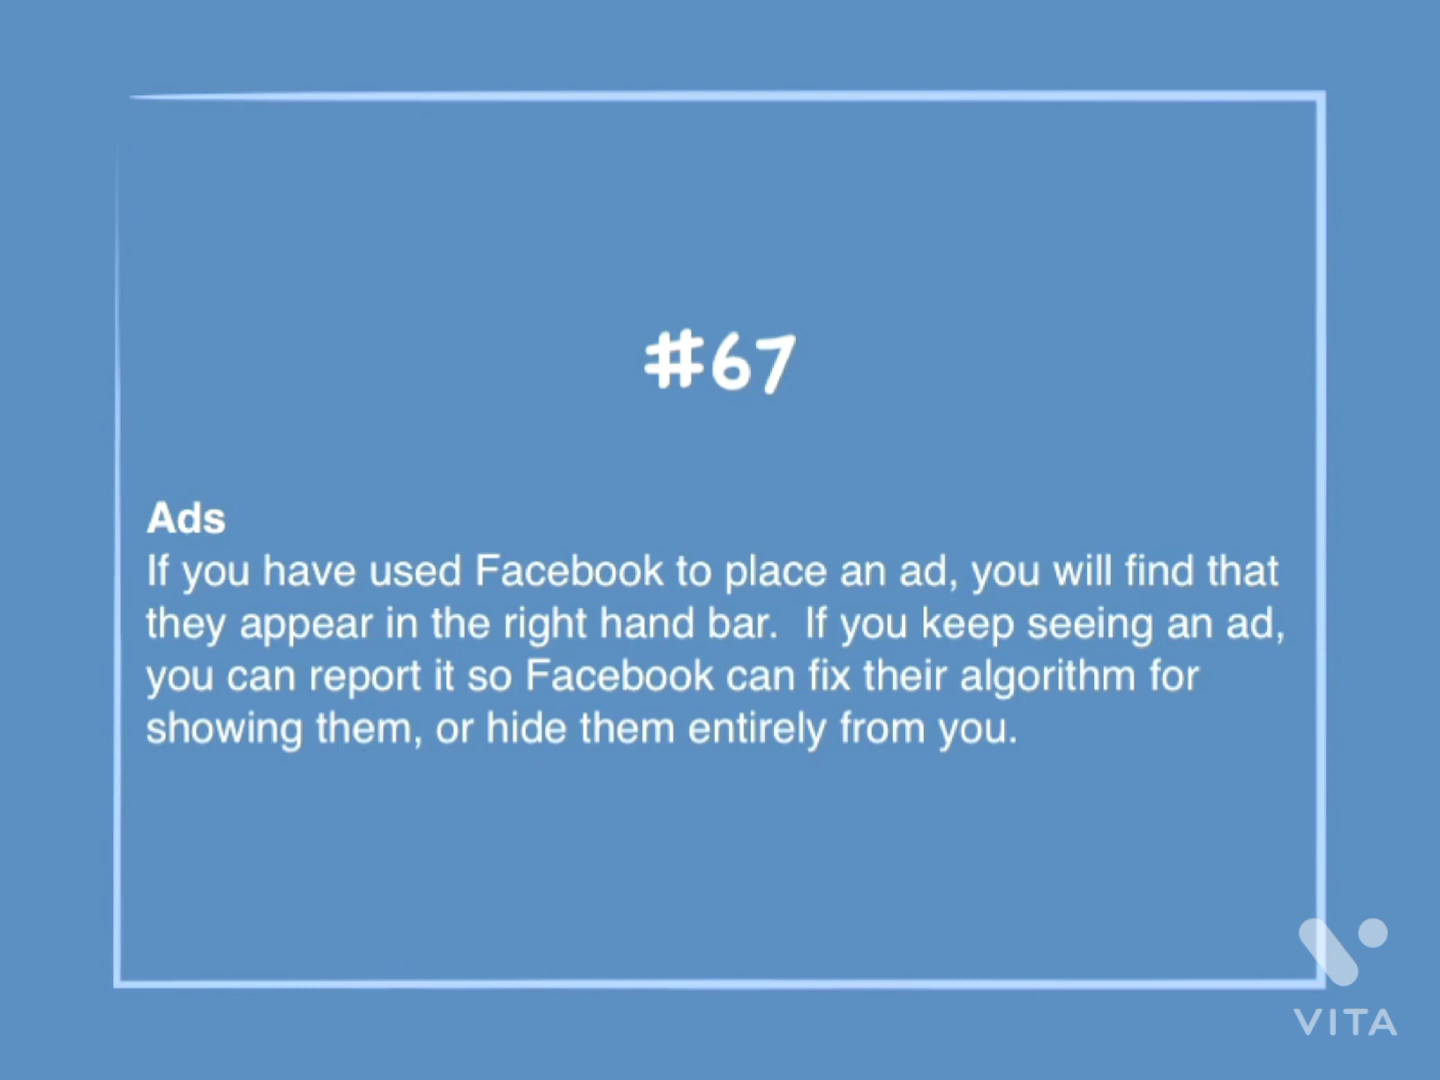 #67
Ads
If you have used Facebook to place an ad, you will find that
they appear in the right hand bar.  If you keep seeing an ad,
you can report it so Facebook can fix their algorithm for
showing them, or hide them entirely from you.
VITA